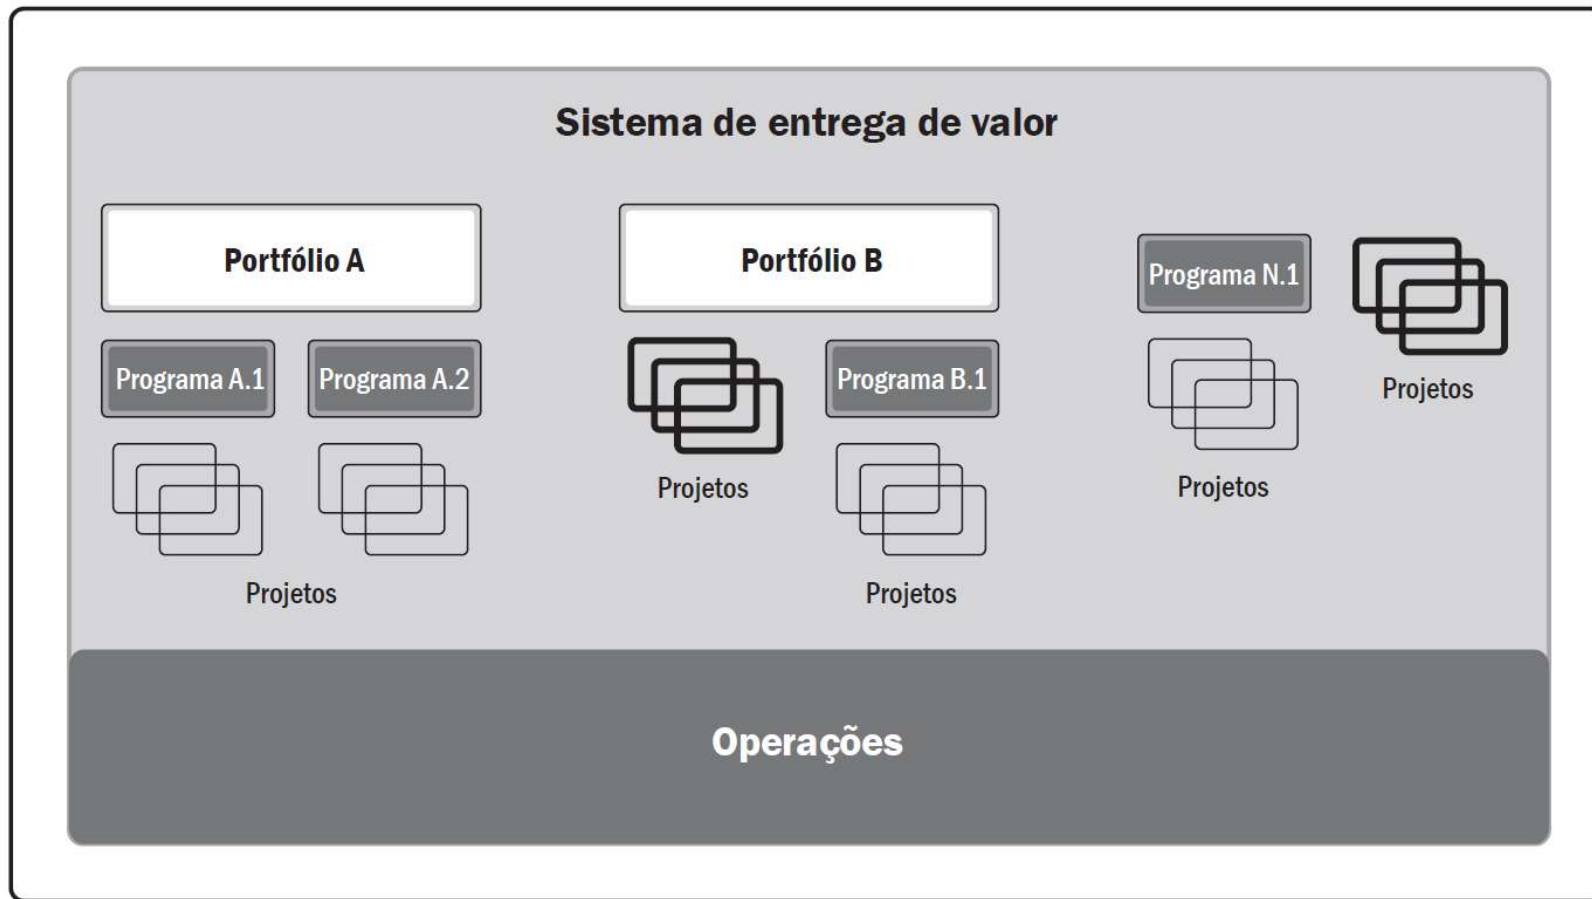 Sistema de entrega de valor
Portfólio A
Portfólio B
Programa N.1
Projetos
Programa A.1
Programa A.2
Programa B.1
Projetos
Projetos
Projetos
Projetos
Operações